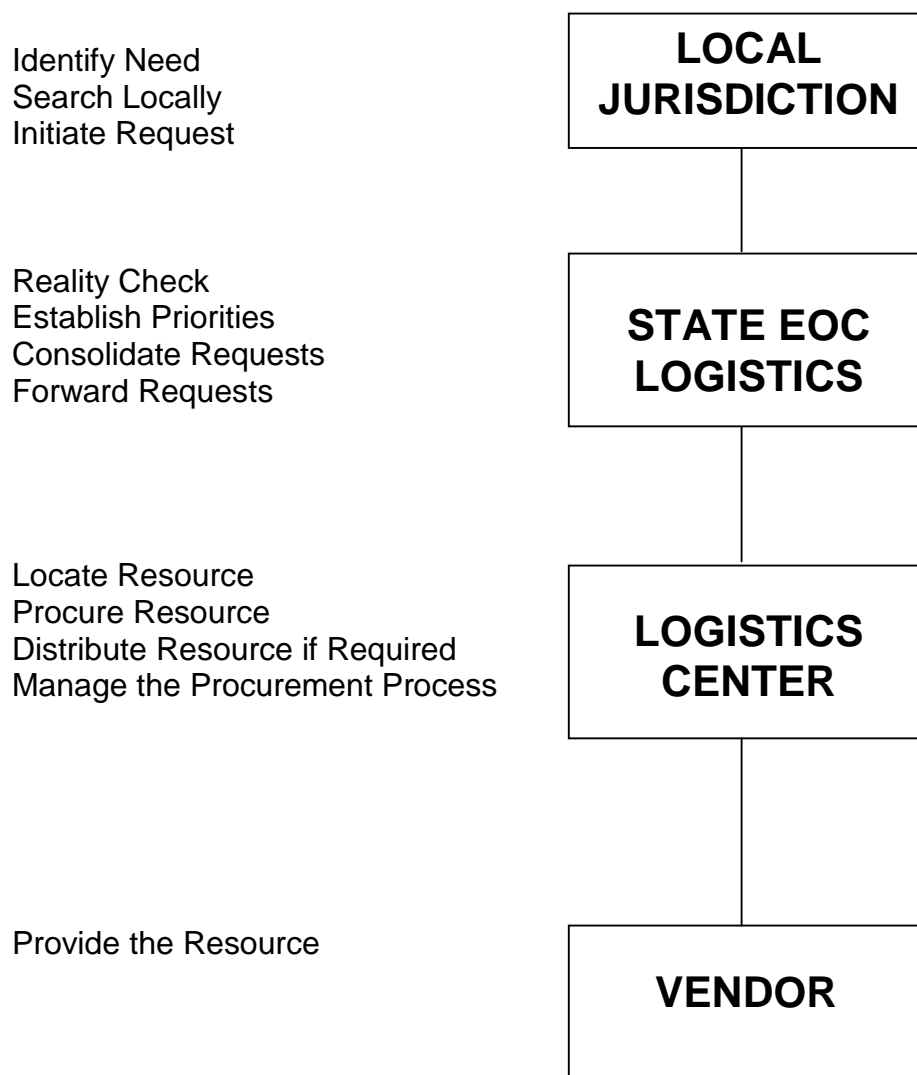 Identify Need
Search Locally
Initiate Request
LOCAL
JURISDICTION
Reality Check
Establish Priorities
Consolidate Requests
Forward Requests
STATE EOC
LOGISTICS
Locate Resource
Procure Resource
Distribute Resource if Required
Manage the Procurement Process
LOGISTICS
CENTER
Provide the Resource
VENDOR